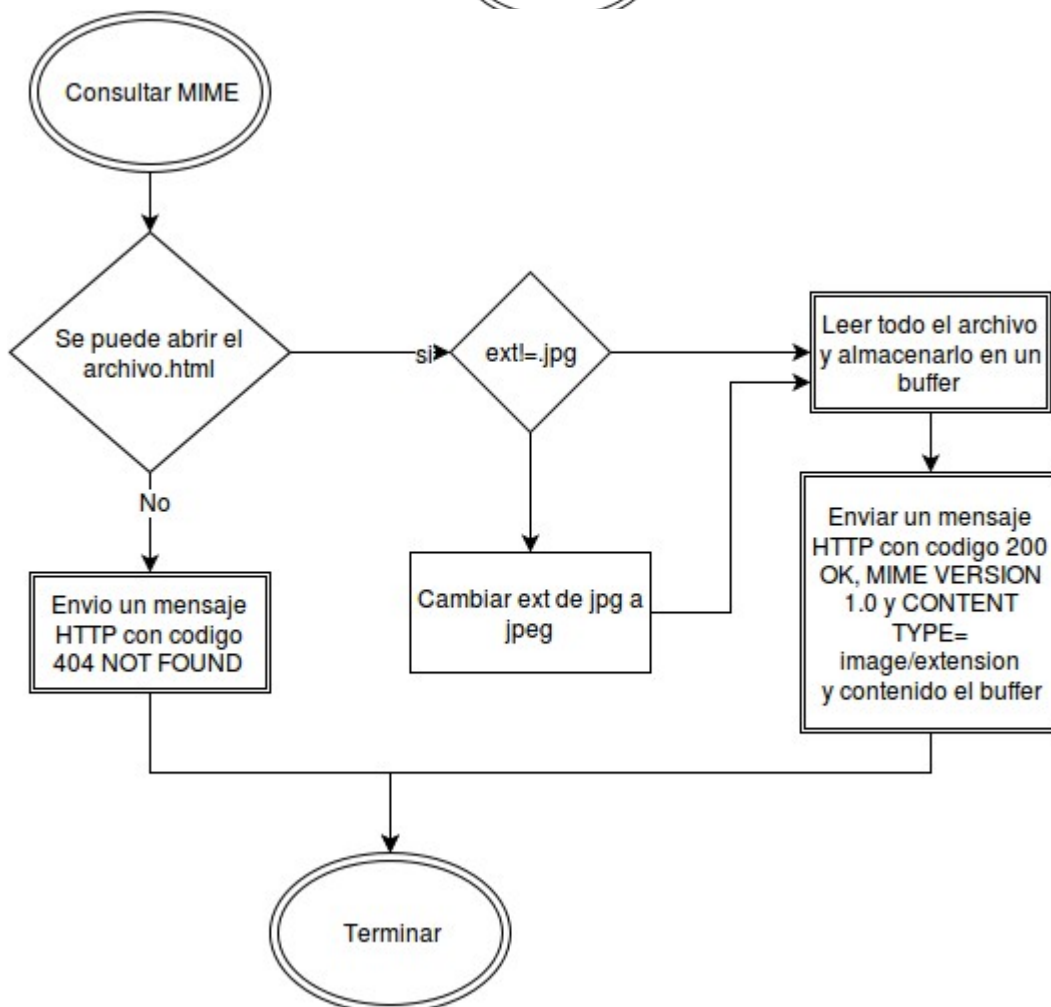 Consultar MIME
Se puede abrir el
archivo.html
si
ext!=.jpg
Leer todo el archivo
y almacenarlo en un
buffer
No
Envio un mensaje
HTTP con codigo
404 NOT FOUND
Cambiar ext de jpg a
jpeg
Enviar un mensaje
HTTP con codigo 200
OK, MIME VERSION
1.0 y CONTENT
TYPE=
image/extension
y contenido el buffer
Terminar